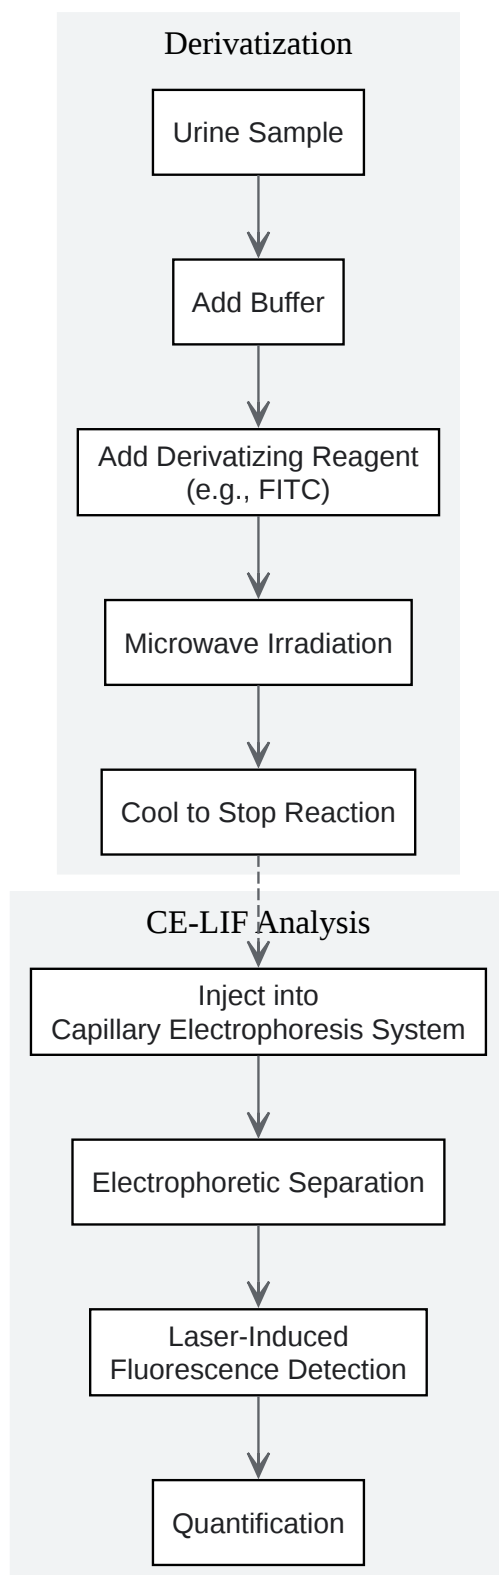 Derivatization
Urine Sample
Add Buffer
Add Derivatizing Reagent
(e.g., FITC)
Microwave Irradiation
Cool to Stop Reaction
CE-LIF Analysis
Inject into
Capillary Electrophoresis System
Electrophoretic Separation
Laser-Induced
Fluorescence Detection
Quantification